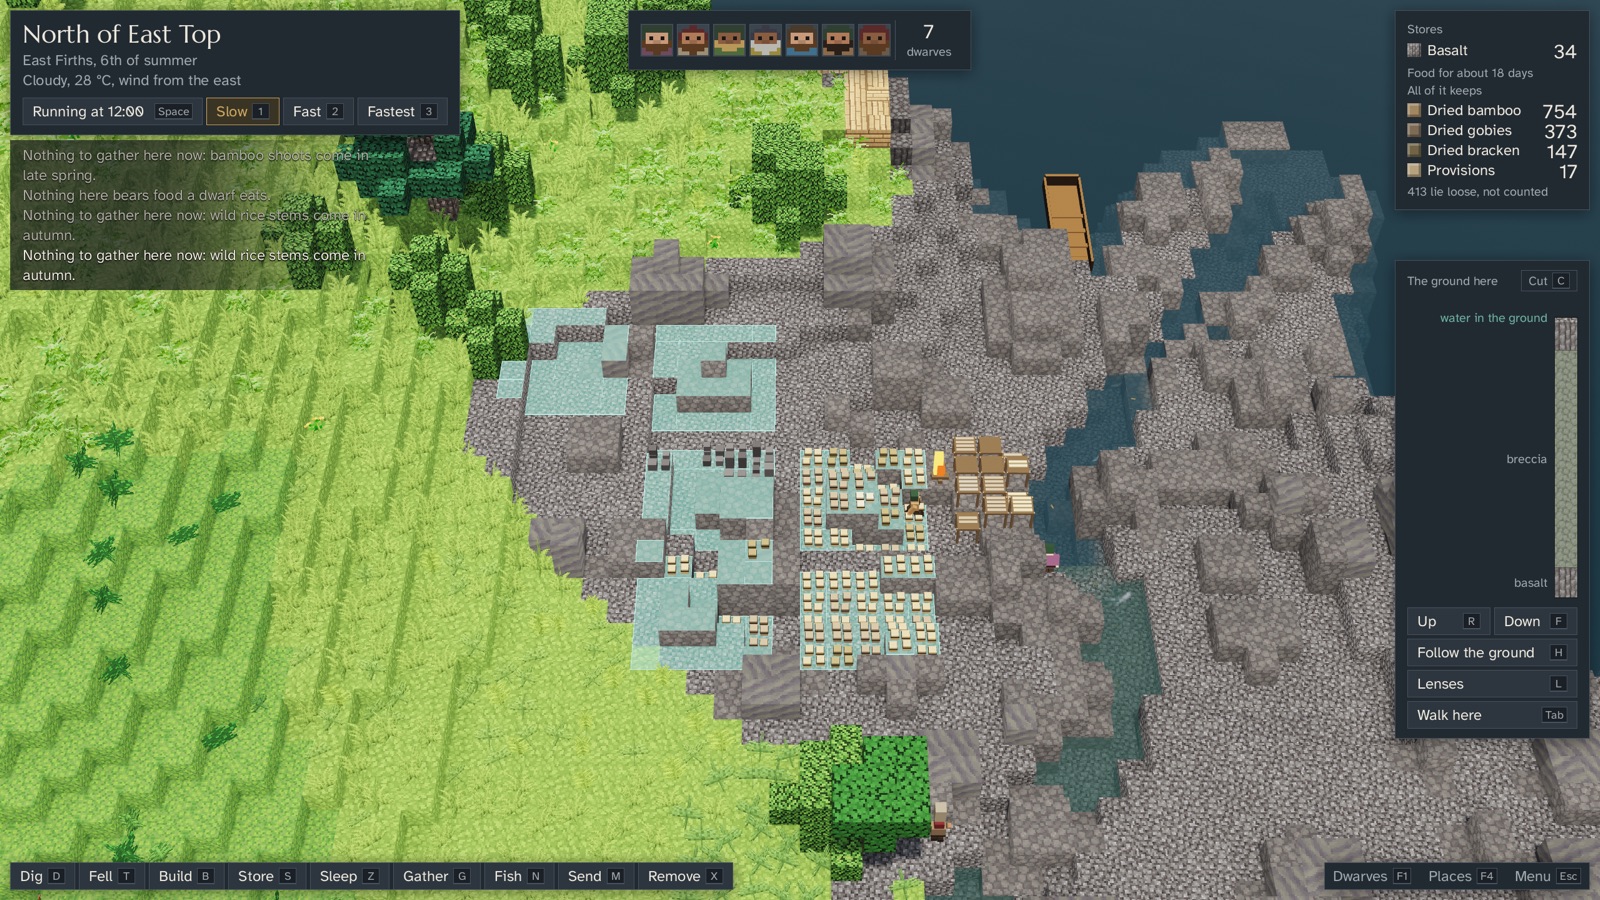 North of East Top
East Firths, 6th of summer
Cloudy, 28 °C, wind from the east
Running at 12:00 Space Slow 1 Fast 2 Fastest 3
Nothing to gather here now: bamboo shoots come in
late spring.
Nothing here bears food a dwarf eats.
Nothing to gather here now: wild rice stems come in
autumn.
Nothing to gather here now: wild rice stems come in
autumn.
7
dwarves
Stores
Basalt 34
Food for about 18 days
All of it keeps
Dried bamboo 754
Dried gobies 373
Dried bracken 147
Provisions 17
413 lie loose, not counted
The ground here Cut C
water in the ground
breccia
basalt
Up R Down F
Follow the ground H
Lenses L
Walk here Tab
Dig D Fell T Build B Store S Sleep Z Gather G Fish N Send M Remove X
Dwarves F1 Places F4 Menu Esc